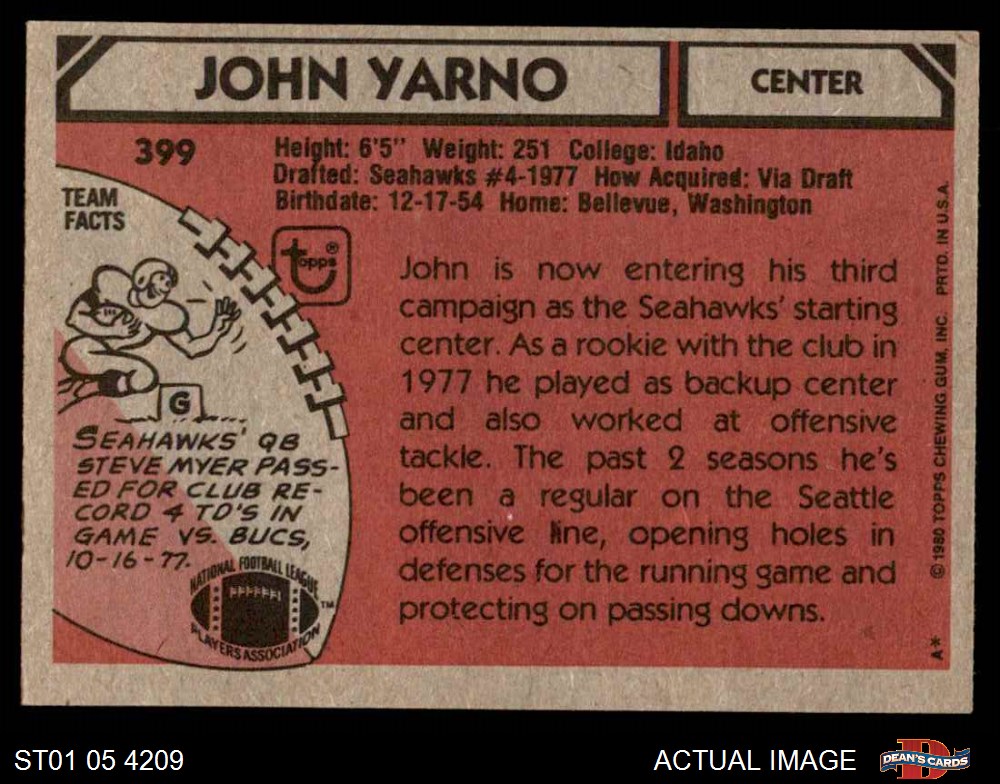 JOHN YARNO
CENTER
399
Height: 6'5" Weight: 251 College: Idaho
Drafted: Seahawks #4-1977 How Acquired: Via Draft
Birthdate: 12-17-54 Home: Bellevue, Washington
TEAM
FACTS
topps®
G
SEAHAWKS' QB
STEVE MYER PASS-
ED FOR CLUB RE-
CORD 4 TD'S IN
GAME VS. BUCS,
10-16-77.
NATIONAL FOOTBALL LEAGUE
PLAYERS ASSOCIATION
TM
John is now entering his third
campaign as the Seahawks' starting
center. As a rookie with the club in
1977 he played as backup center
and also worked at offensive
tackle. The past 2 seasons he's
been a regular on the Seattle
offensive line, opening holes in
defenses for the running game and
protecting on passing downs.
A* © 1980 TOPPS CHEWING GUM, INC. PRTD. IN U.S.A.
ST01 05 4209
ACTUAL IMAGE
DEAN'S CARDS